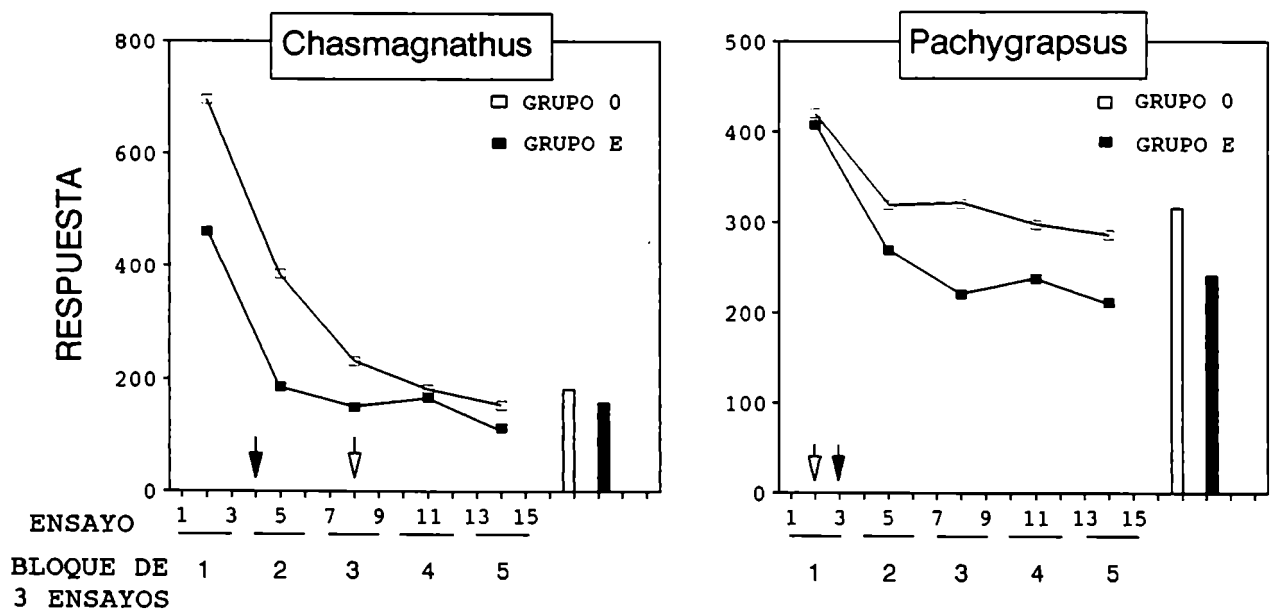 Chasmagnathus
Pachygrapsus
RESPUESTA
800
600
400
200
0
GRUPO 0
GRUPO E
500
400
300
200
100
0
GRUPO 0
GRUPO E
ENSAYO 1 3 5 7 9 11 13 15
1 3 5 7 9 11 13 15
BLOQUE DE 3 ENSAYOS
1 2 3 4 5
1 2 3 4 5